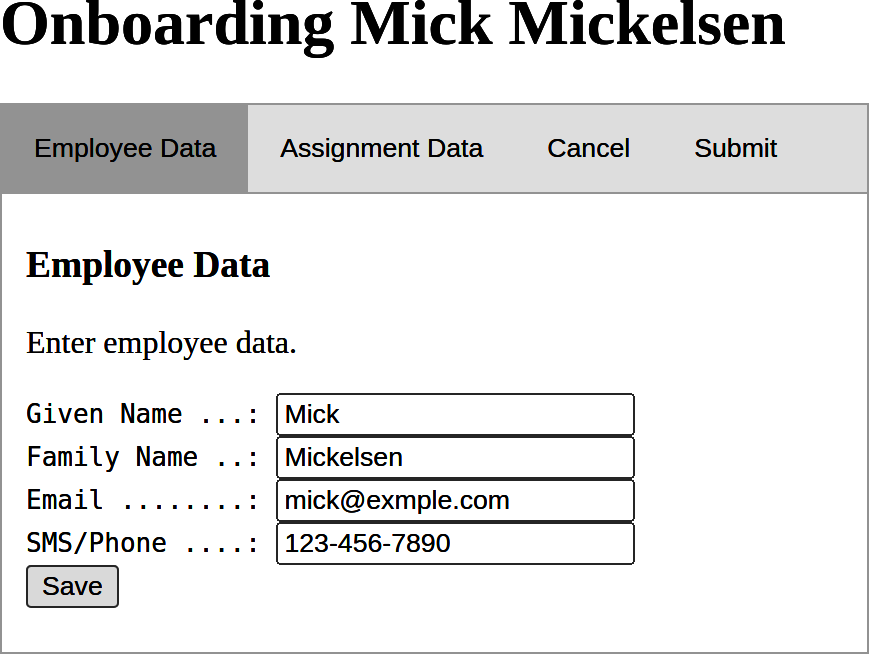 Onboarding Mick Mickelsen
Employee Data Assignment Data Cancel Submit
Employee Data
Enter employee data.
Given Name ...: Mick
Family Name ..: Mickelsen
Email ........: mick@exmple.com
SMS/Phone ....: 123-456-7890
Save